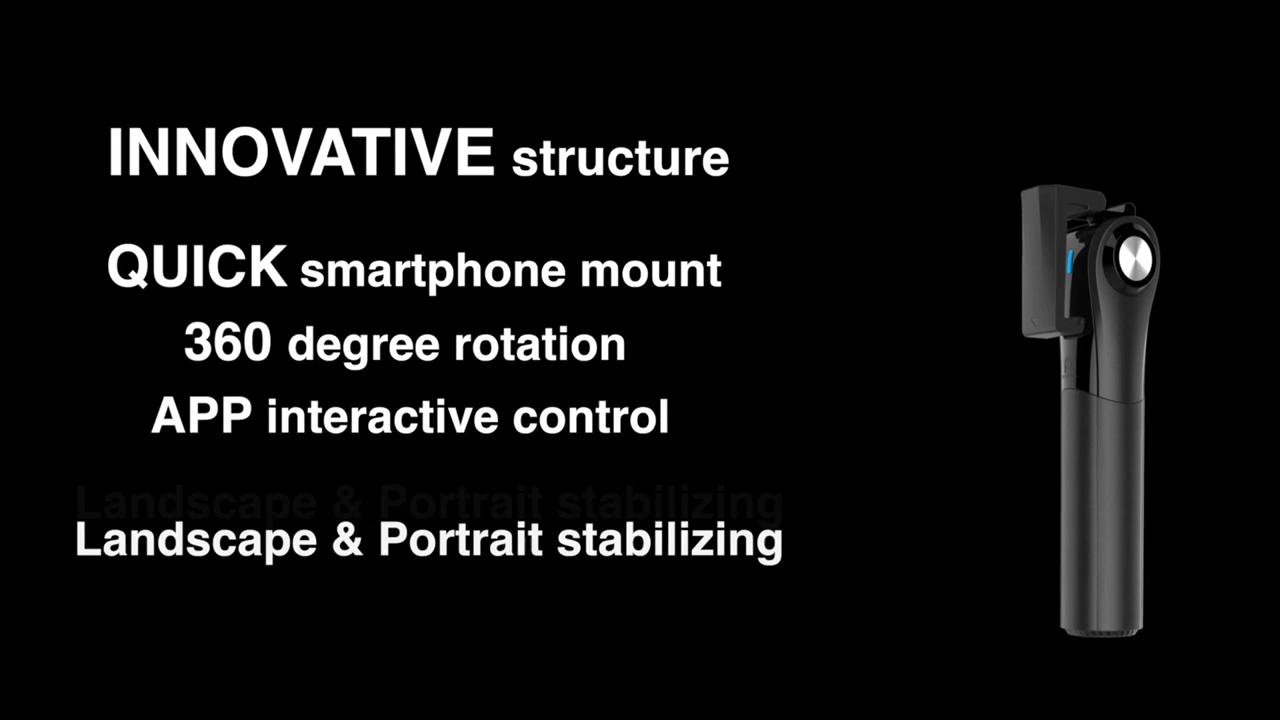 INNOVATIVE structure
QUICK smartphone mount
360 degree rotation
APP interactive control
Landscape & Portrait stabilizing
Landscape & Portrait stabilizing